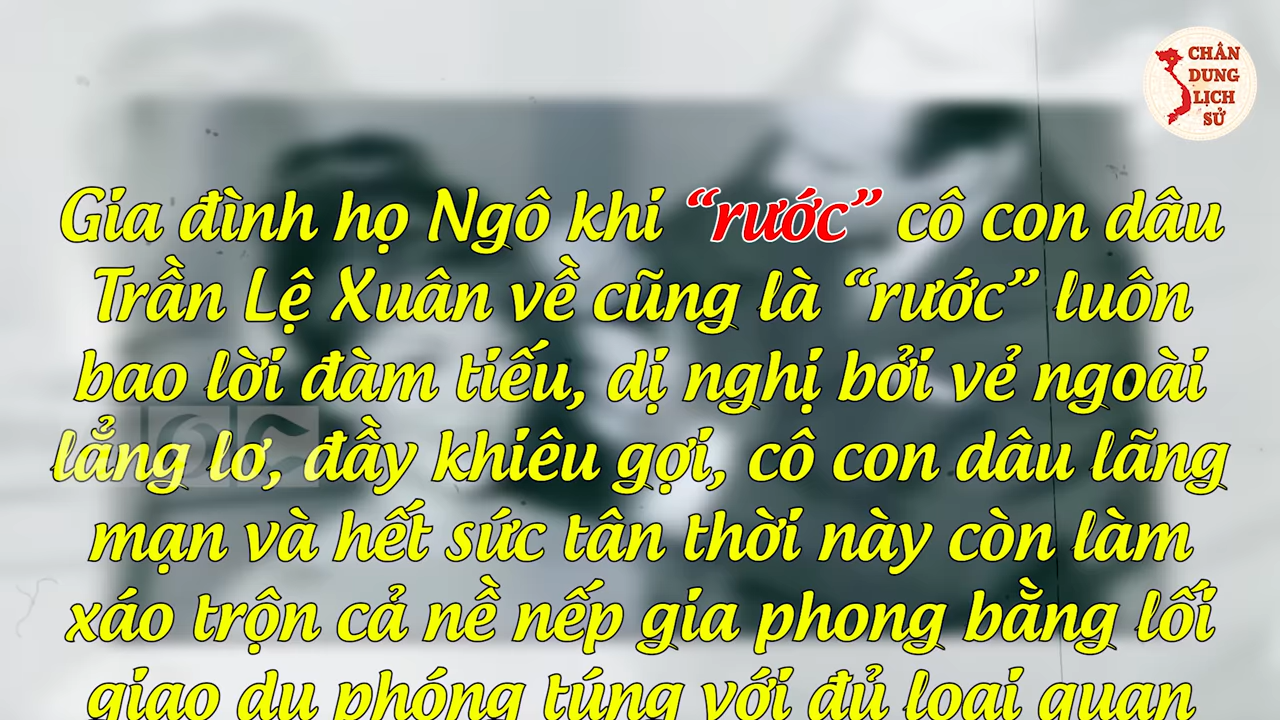 CHÂN
DUNG
LỊCH
SỬ
Gia đình họ Ngô khi “rước” cô con dâu
Trần Lệ Xuân về cũng là “rước” luôn
bao lời đàm tiếu, dị nghị bởi vẻ ngoài
lẳng lơ, đầy khiêu gợi, cô con dâu lãng
mạn và hết sức tân thời này còn làm
xáo trộn cả nề nếp gia phong bằng lối
giao du phóng túng với đủ loại quan